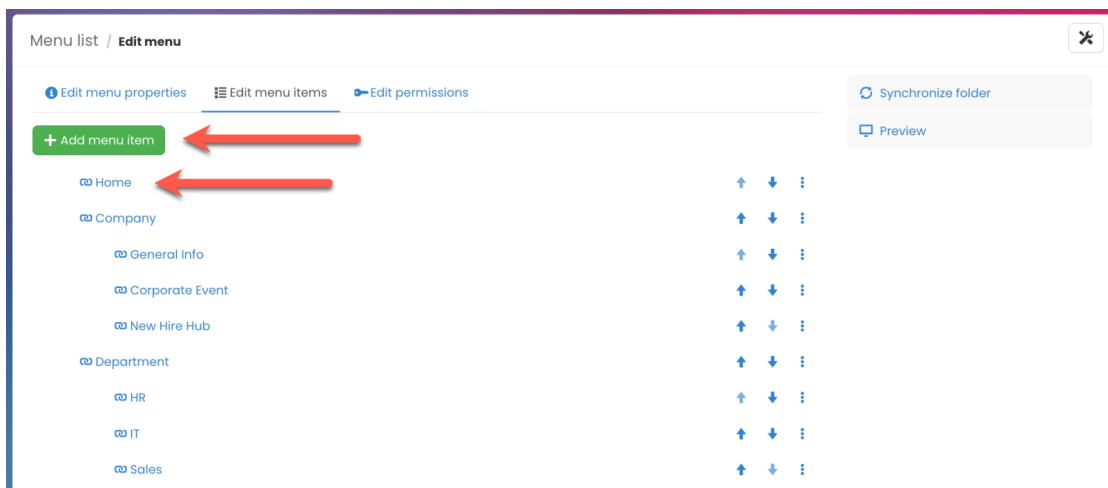 Menu list / Edit menu
Edit menu properties Edit menu items Edit permissions
Synchronize folder
Preview
+ Add menu item
Home
Company
General Info
Corporate Event
New Hire Hub
Department
HR
IT
Sales